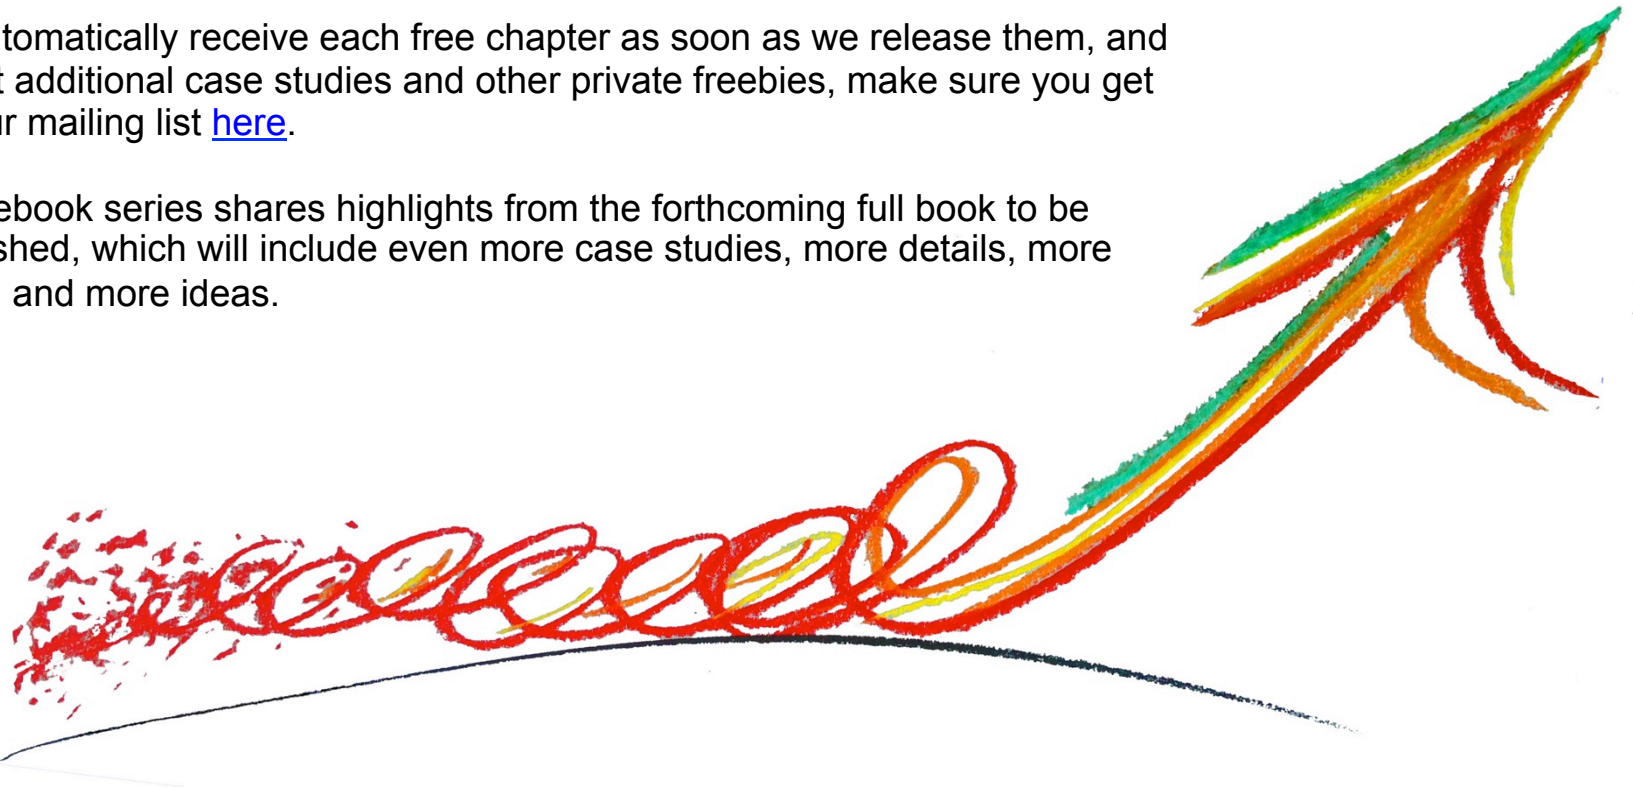 tomatically receive each free chapter as soon as we release them, and
t additional case studies and other private freebies, make sure you get
ur mailing list here.
ebook series shares highlights from the forthcoming full book to be
shed, which will include even more case studies, more details, more
and more ideas.